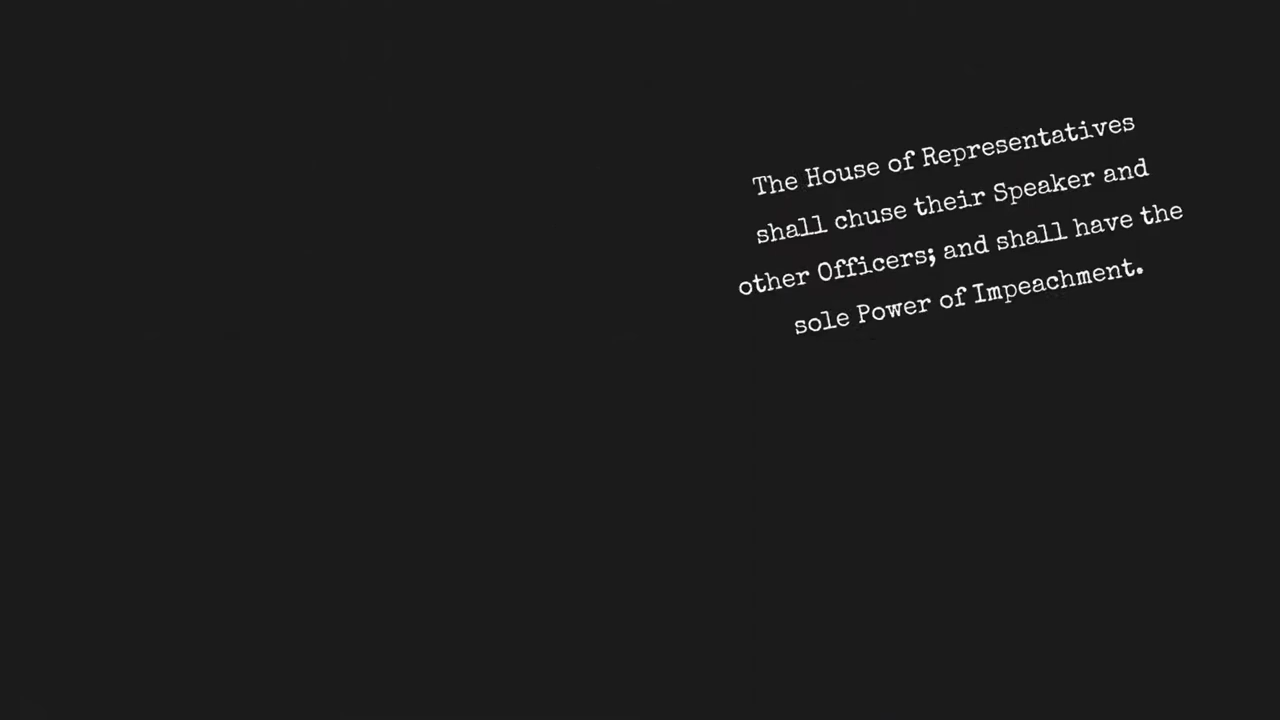 The House of Representatives
shall chuse their Speaker and
other Officers; and shall have the
sole Power of Impeachment.